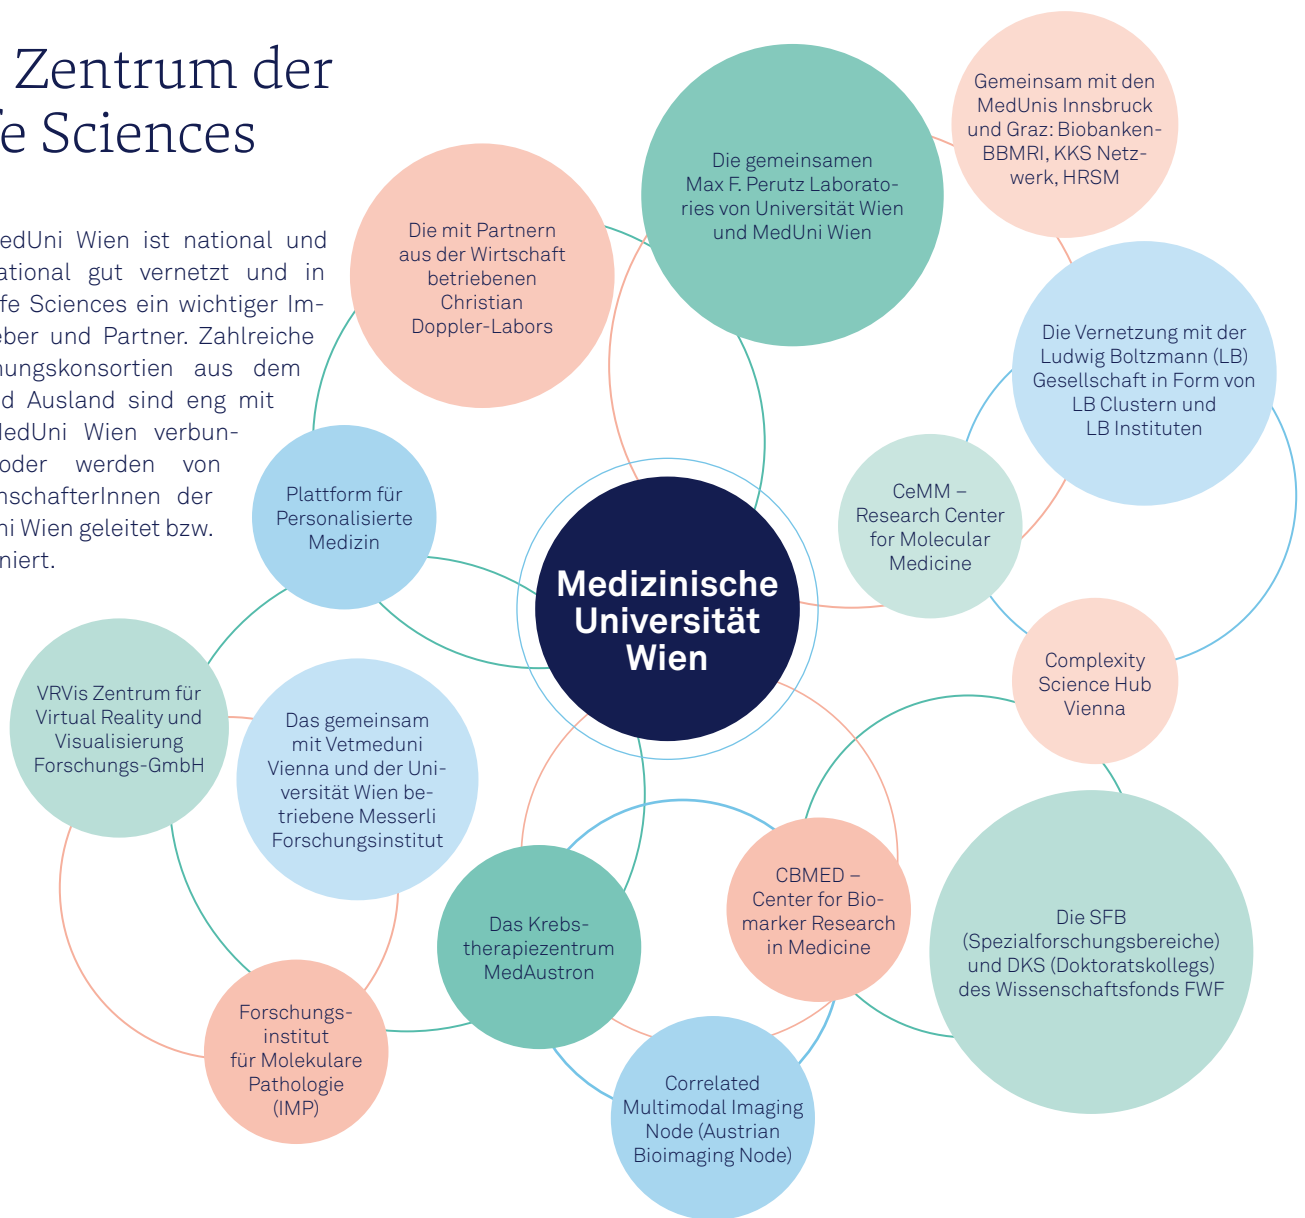 Zentrum der
fe Sciences
edUni Wien ist national und
ational gut vernetzt und in
fe Sciences ein wichtiger Im-
eber und Partner. Zahlreiche
hungskonsortien aus dem
d Ausland sind eng mit
MedUni Wien verbun-
oder werden von
nschafterInnen der
ni Wien geleitet bzw.
niert.
Gemeinsam mit den
MedUnis Innsbruck
und Graz: Biobanken-
BBMRI, KKS Netz-
werk, HRSM
Die gemeinsamen
Max F. Perutz Laborato-
ries von Universität Wien
und MedUni Wien
Die mit Partnern
aus der Wirtschaft
betriebenen
Christian
Doppler-Labors
Die Vernetzung mit der
Ludwig Boltzmann (LB)
Gesellschaft in Form von
LB Clustern und
LB Instituten
Plattform für
Personalisierte
Medizin
CeMM –
Research Center
for Molecular
Medicine
Medizinische
Universität
Wien
Complexity
Science Hub
Vienna
VRVis Zentrum für
Virtual Reality und
Visualisierung
Forschungs-GmbH
Das gemeinsam
mit Vetmeduni
Vienna und der Uni-
versität Wien be-
triebene Messerli
Forschungsinstitut
Das Krebs-
therapiezentrum
MedAustron
CBMED –
Center for Bio-
marker Research
in Medicine
Die SFB
(Spezialforschungsbereiche)
und DKS (Doktoratskollegs)
des Wissenschaftsfonds FWF
Forschungs-
institut
für Molekulare
Pathologie
(IMP)
Correlated
Multimodal Imaging
Node (Austrian
Bioimaging Node)